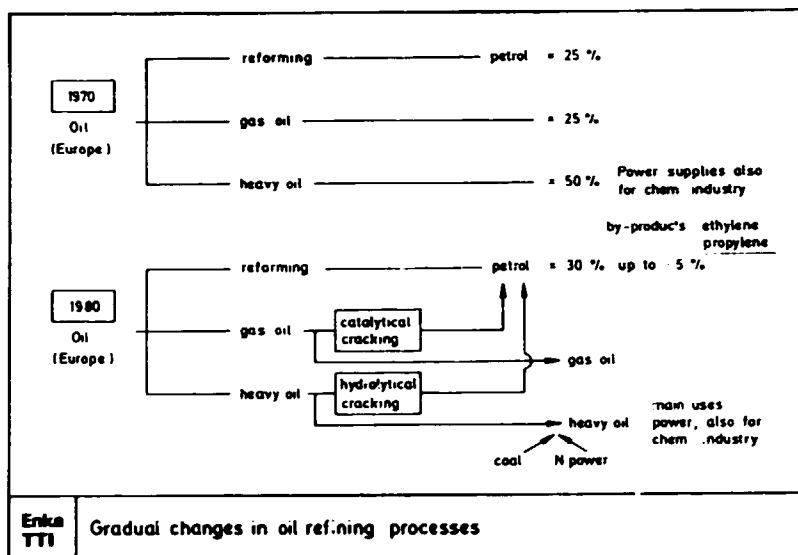 reforming petrol = 25 %
1970
Oil
(Europe)
gas oil = 25 %
heavy oil = 50 % Power supplies also
for chem industry
by-products ethylene
propylene
reforming petrol = 30 % up to 5 %
1980
Oil
(Europe)
gas oil
catalytical
cracking
gas oil
heavy oil
hydrolytical
cracking
heavy oil
main uses
power, also for
chem industry
coal N power
Enka
TTI
Gradual changes in oil refining processes